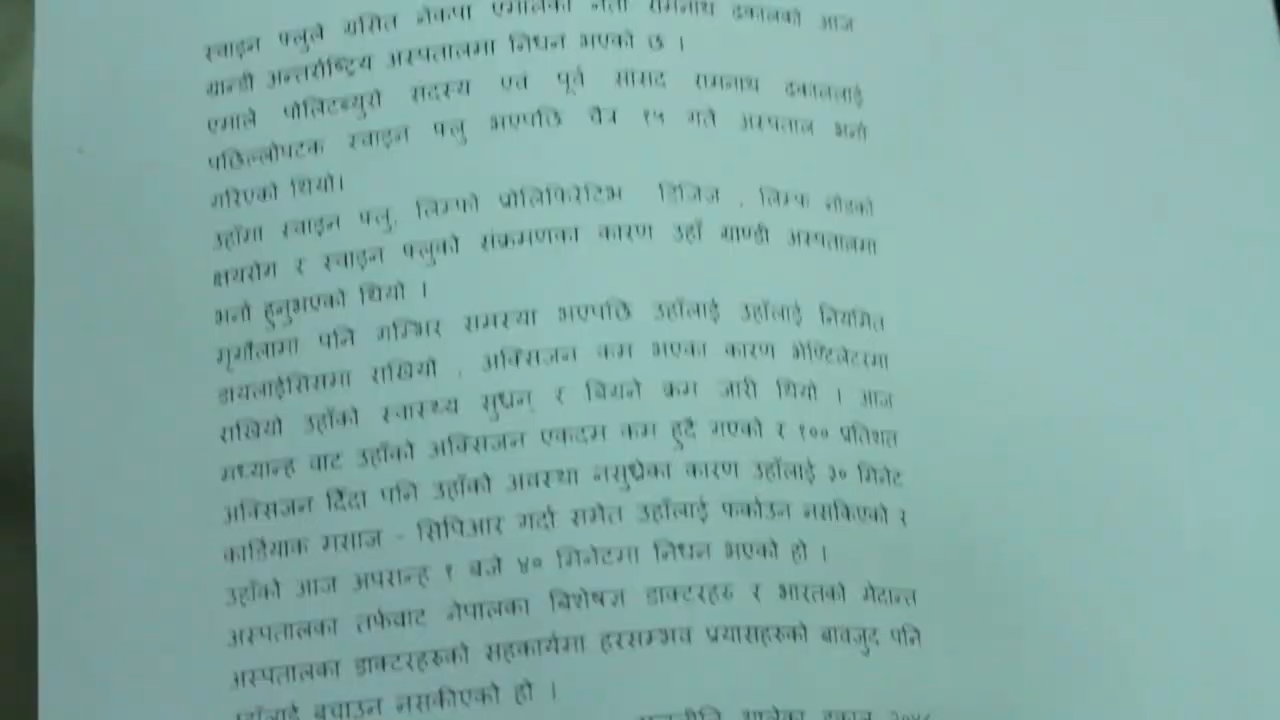 स्वाइन फ्लुले ग्रसित नेकपा एमालेका नेता रामनाथ ढकालको आज
ग्रान्डी अन्तर्राष्ट्रिय अस्पतालमा निधन भएको छ ।
एमाले पोलिटब्युरो सदस्य एवं पूर्व सांसद रामनाथ ढकाललाई
पछिल्लोपटक स्वाइन फ्लु भएपछि चैत्र १५ गते अस्पताल भर्ना
गरिएको थियो।
उहाँमा स्वाइन फ्लु, लिम्फो प्रोलिफिरेटिभ डिजिज , लिम्फ नोडको
क्षयरोग र स्वाइन फ्लुको संक्रमणका कारण उहाँ ग्राण्डी अस्पतालमा
भर्ना हुनुभएको थियो ।
मृगौलामा पनि गम्भिर समस्या भएपछि उहाँलाई उहाँलाई नियमित
डायलाईसिसमा राखियो , अक्सिजन कम भएका कारण भेण्टिलेटरमा
राखियो उहाँको स्वास्थ्य सुध्रन् र बिग्रने क्रम जारी थियो । आज
मध्यान्ह बाट उहाँको अक्सिजन एकदम कम हुदै गएको र १०० प्रतिशत
अक्सिजन दिंदा पनि उहाँको अवस्था नसुध्रेका कारण उहाँलाई ३० मिनेट
कार्डियाक मसाज - सिपिआर गर्दा समेत उहाँलाई फर्काउन नसकिएको र
उहाँको आज अपरान्ह १ बजे ४० मिनेटमा निधन भएको हो ।
अस्पतालका तर्फबाट नेपालका बिशेषज्ञ डाक्टरहरु र भारतको मेदान्त
अस्पतालका डाक्टरहरुको सहकार्यमा हरसम्भव प्रयासहरुको बावजुद पनि
उहाँलाई बचाउन नसकीएको हो ।